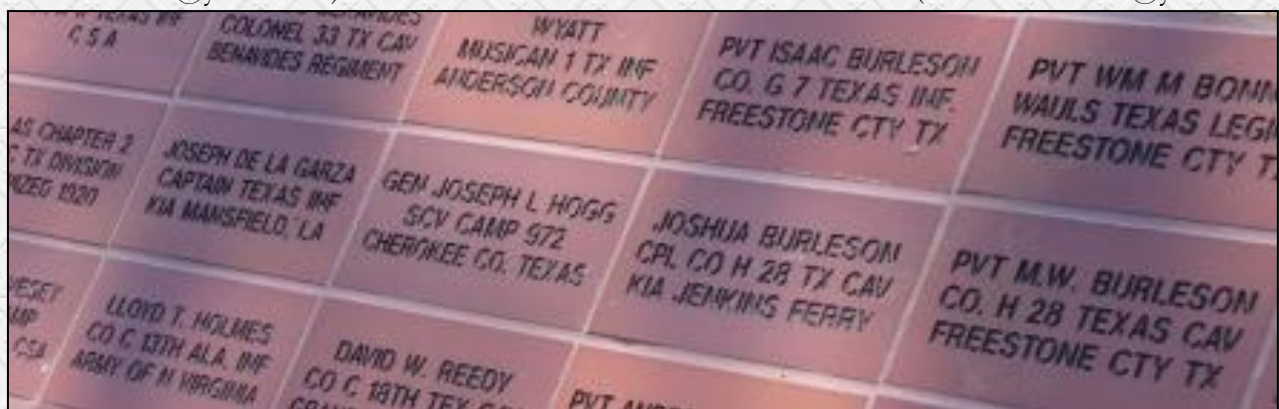 TEXAS INF
C S A
COLONEL 33 TX CAV
BENAVIDES REGIMENT
WYATT
MUSICAN 1 TX INF
ANDERSON COUNTY
PVT ISAAC BURLESON
CO. G 7 TEXAS INF.
FREESTONE CTY TX
PVT WM M BONN
WAULS TEXAS LEGI
FREESTONE CTY T
AS CHAPTER 2
TX DIVISION
1920
JOSEPH DE LA GARZA
CAPTAIN TEXAS INF
KIA MANSFIELD, LA
GEN JOSEPH L HOGG
SCV CAMP 972
CHEROKEE CO. TEXAS
JOSHUA BURLESON
CPL CO H 28 TX CAV
KIA JENKINS FERRY
PVT M.W. BURLESON
CO. H 28 TEXAS CAV
FREESTONE CTY TX
CSA
LLOYD T. HOLMES
CO C 13TH ALA. INF
ARMY OF N VIRGINIA
DAVID W. REEDY
CO C 18TH TEX
PVT